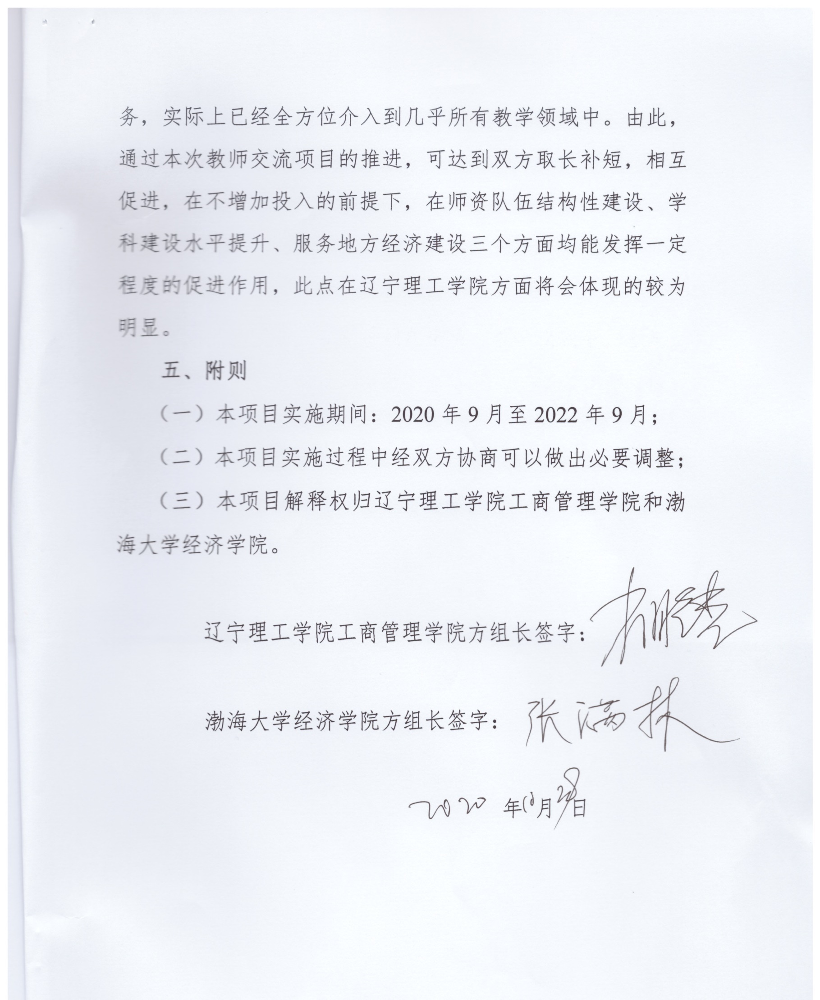 务，实际上已经全方位介入到几乎所有教学领域中。由此，
通过本次教师交流项目的推进，可达到双方取长补短，相互
促进，在不增加投入的前提下，在师资队伍结构性建设、学
科建设水平提升、服务地方经济建设三个方面均能发挥一定
程度的促进作用，此点在辽宁理工学院方面将会体现的较为
明显。
五、附则
（一）本项目实施期间：2020 年 9 月至 2022 年 9 月；
（二）本项目实施过程中经双方协商可以做出必要调整；
（三）本项目解释权归辽宁理工学院工商管理学院和渤
海大学经济学院。
辽宁理工学院工商管理学院方组长签字：
渤海大学经济学院方组长签字：张满林
2020 年 月28日